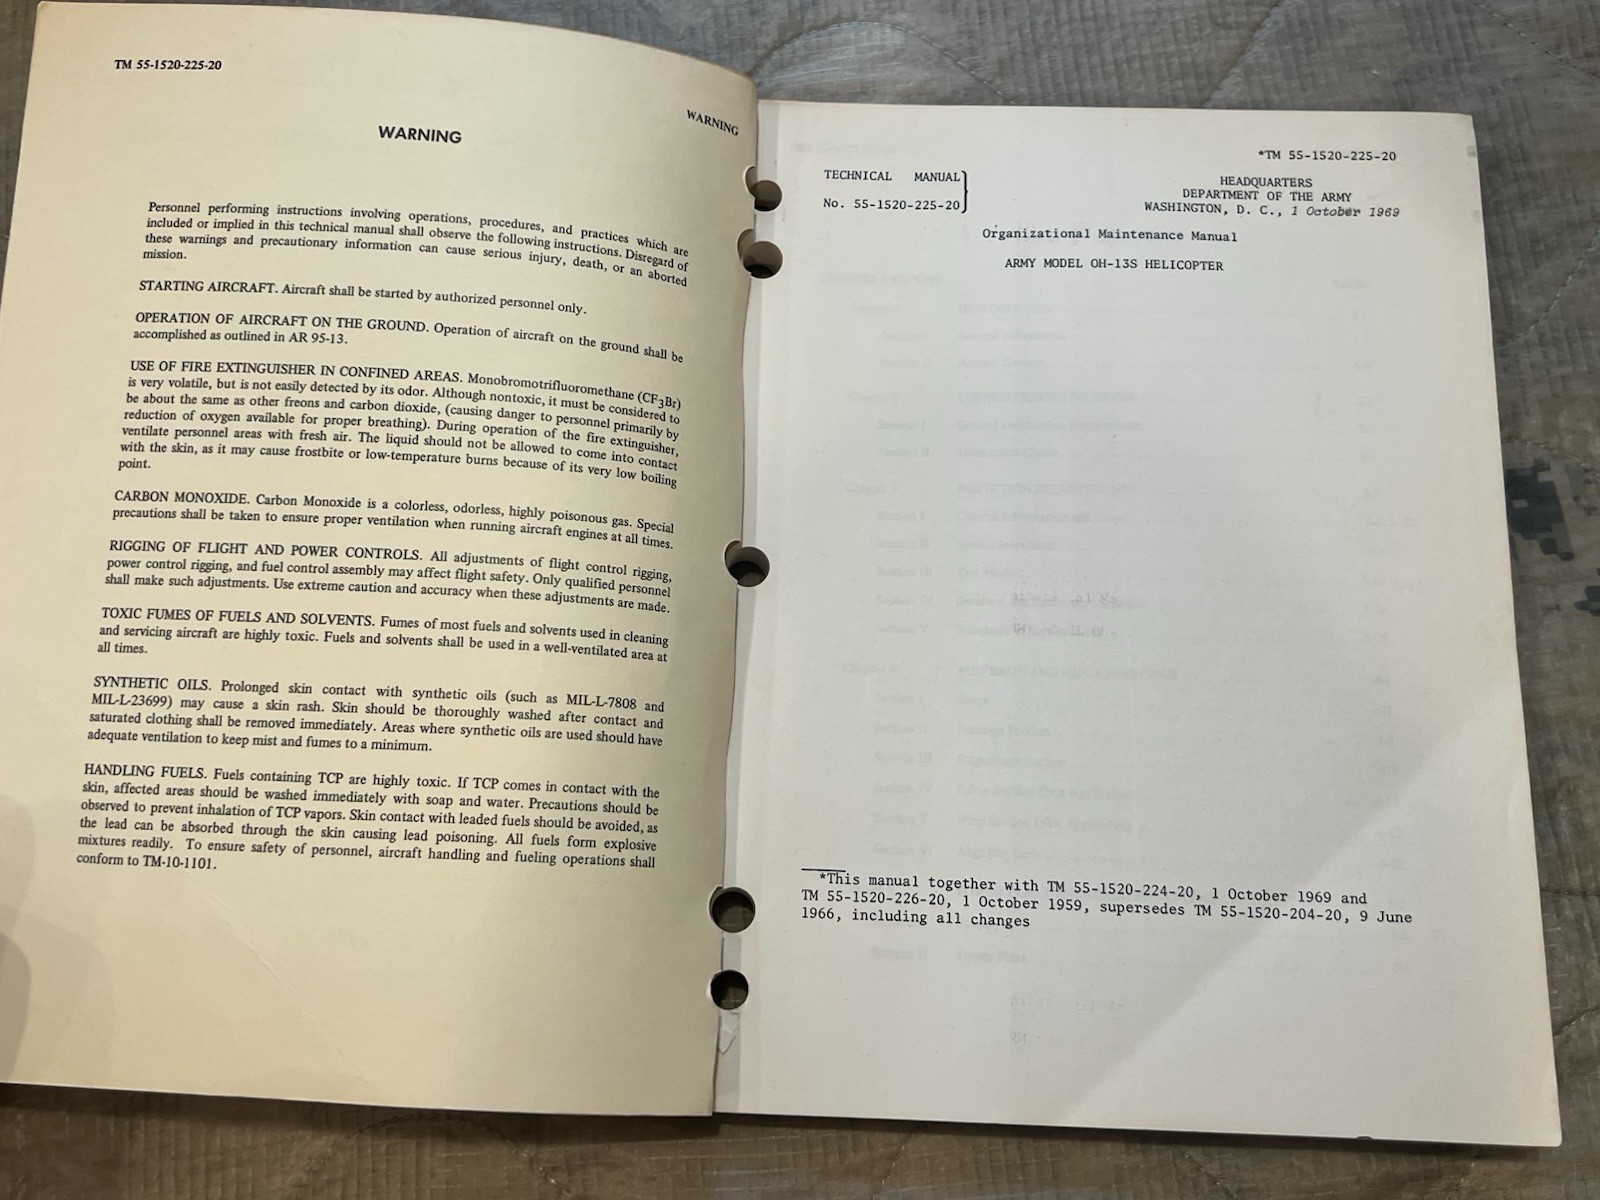 TM 55-1520-225-20
WARNING
WARNING
Personnel performing instructions involving operations, procedures, and practices which are
included or implied in this technical manual shall observe the following instructions. Disregard of
these warnings and precautionary information can cause serious injury, death, or an aborted
mission.
STARTING AIRCRAFT. Aircraft shall be started by authorized personnel only.
OPERATION OF AIRCRAFT ON THE GROUND. Operation of aircraft on the ground shall be
accomplished as outlined in AR 95-13.
USE OF FIRE EXTINGUISHER IN CONFINED AREAS. Monobromotrifluoromethane (CF3Br)
is very volatile, but is not easily detected by its odor. Although nontoxic, it must be considered to
be about the same as other freons and carbon dioxide, (causing danger to personnel primarily by
reduction of oxygen available for proper breathing). During operation of the fire extinguisher,
ventilate personnel areas with fresh air. The liquid should not be allowed to come into contact
with the skin, as it may cause frostbite or low-temperature burns because of its very low boiling
point.
CARBON MONOXIDE. Carbon Monoxide is a colorless, odorless, highly poisonous gas. Special
precautions shall be taken to ensure proper ventilation when running aircraft engines at all times.
RIGGING OF FLIGHT AND POWER CONTROLS. All adjustments of flight control rigging,
power control rigging, and fuel control assembly may affect flight safety. Only qualified personnel
shall make such adjustments. Use extreme caution and accuracy when these adjustments are made.
TOXIC FUMES OF FUELS AND SOLVENTS. Fumes of most fuels and solvents used in cleaning
and servicing aircraft are highly toxic. Fuels and solvents shall be used in a well-ventilated area at
all times.
SYNTHETIC OILS. Prolonged skin contact with synthetic oils (such as MIL-L-7808 and
MIL-L-23699) may cause a skin rash. Skin should be thoroughly washed after contact and
saturated clothing shall be removed immediately. Areas where synthetic oils are used should have
adequate ventilation to keep mist and fumes to a minimum.
HANDLING FUELS. Fuels containing TCP are highly toxic. If TCP comes in contact with the
skin, affected areas should be washed immediately with soap and water. Precautions should be
observed to prevent inhalation of TCP vapors. Skin contact with leaded fuels should be avoided, as
the lead can be absorbed through the skin causing lead poisoning. All fuels form explosive
mixtures readily. To ensure safety of personnel, aircraft handling and fueling operations shall
conform to TM-10-1101.
*TM 55-1520-225-20
TECHNICAL MANUAL
No. 55-1520-225-20
HEADQUARTERS
DEPARTMENT OF THE ARMY
WASHINGTON, D. C., 1 October 1969
Organizational Maintenance Manual
ARMY MODEL OH-13S HELICOPTER
*This manual together with TM 55-1520-224-20, 1 October 1969 and
TM 55-1520-226-20, 1 October 1959, supersedes TM 55-1520-204-20, 9 June
1966, including all changes